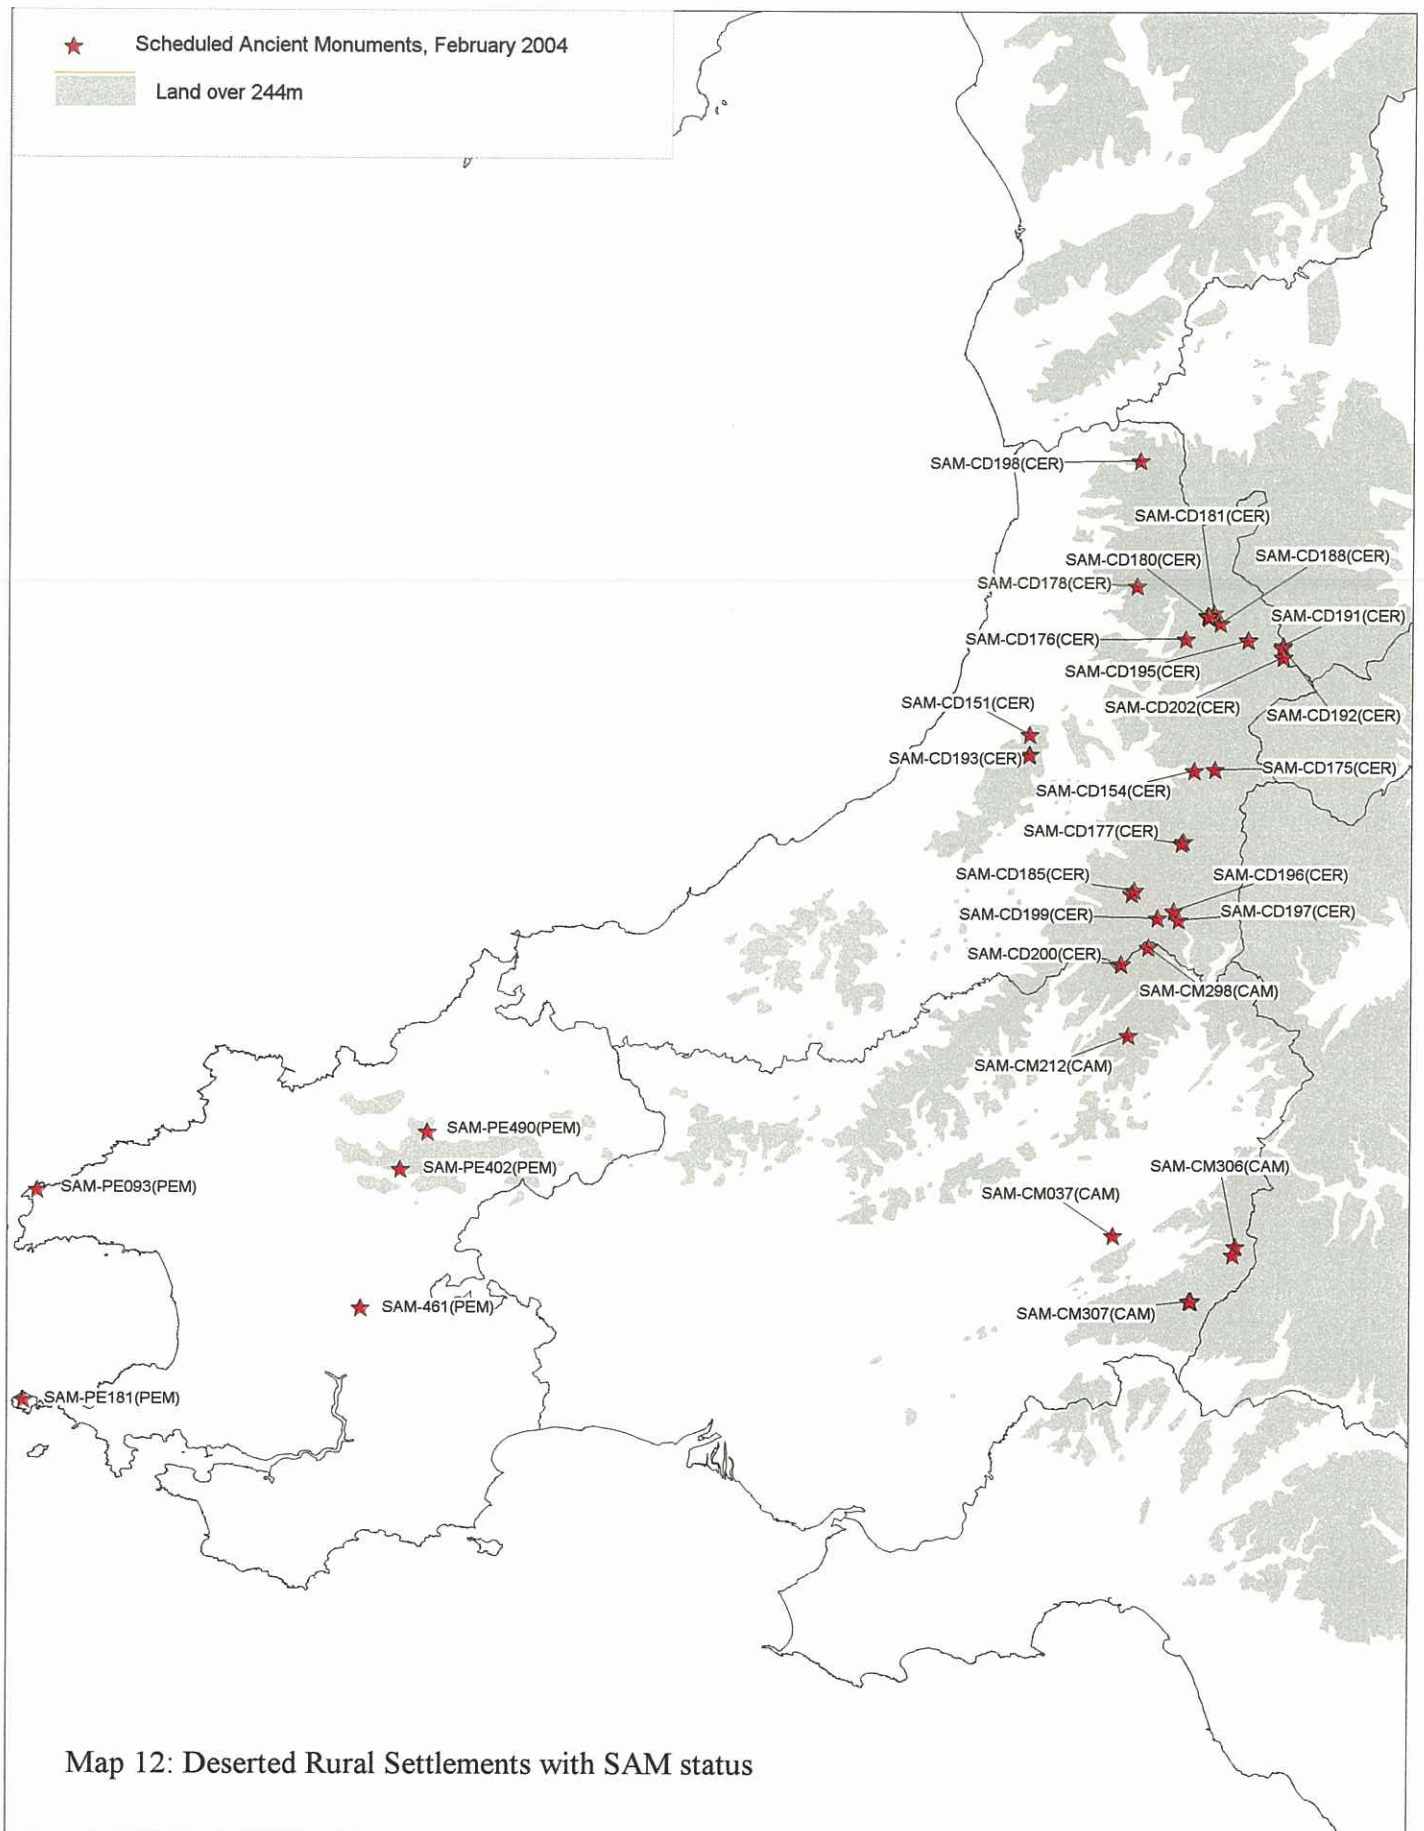 Scheduled Ancient Monuments, February 2004
Land over 244m
SAM-CD198(CER)
SAM-CD181(CER)
SAM-CD180(CER)
SAM-CD188(CER)
SAM-CD178(CER)
SAM-CD191(CER)
SAM-CD176(CER)
SAM-CD195(CER)
SAM-CD151(CER)
SAM-CD202(CER)
SAM-CD192(CER)
SAM-CD193(CER)
SAM-CD175(CER)
SAM-CD154(CER)
SAM-CD177(CER)
SAM-CD185(CER)
SAM-CD196(CER)
SAM-CD199(CER)
SAM-CD197(CER)
SAM-CD200(CER)
SAM-CM298(CAM)
SAM-CM212(CAM)
SAM-PE490(PEM)
SAM-PE402(PEM)
SAM-CM306(CAM)
SAM-PE093(PEM)
SAM-CM037(CAM)
SAM-461(PEM)
SAM-CM307(CAM)
SAM-PE181(PEM)
Map 12: Deserted Rural Settlements with SAM status